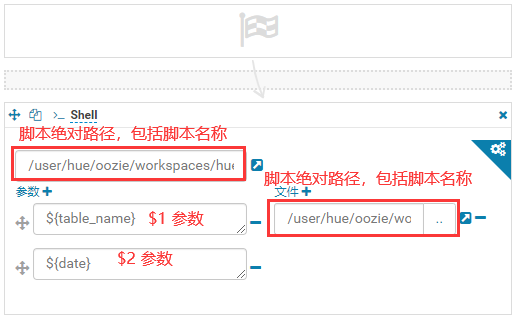 >_ Shell
脚本绝对路径，包括脚本名称
/user/hue/oozie/workspaces/hue
脚本绝对路径，包括脚本名称
参数
文件
${table_name} $1 参数
/user/hue/oozie/wo
..
${date} $2 参数